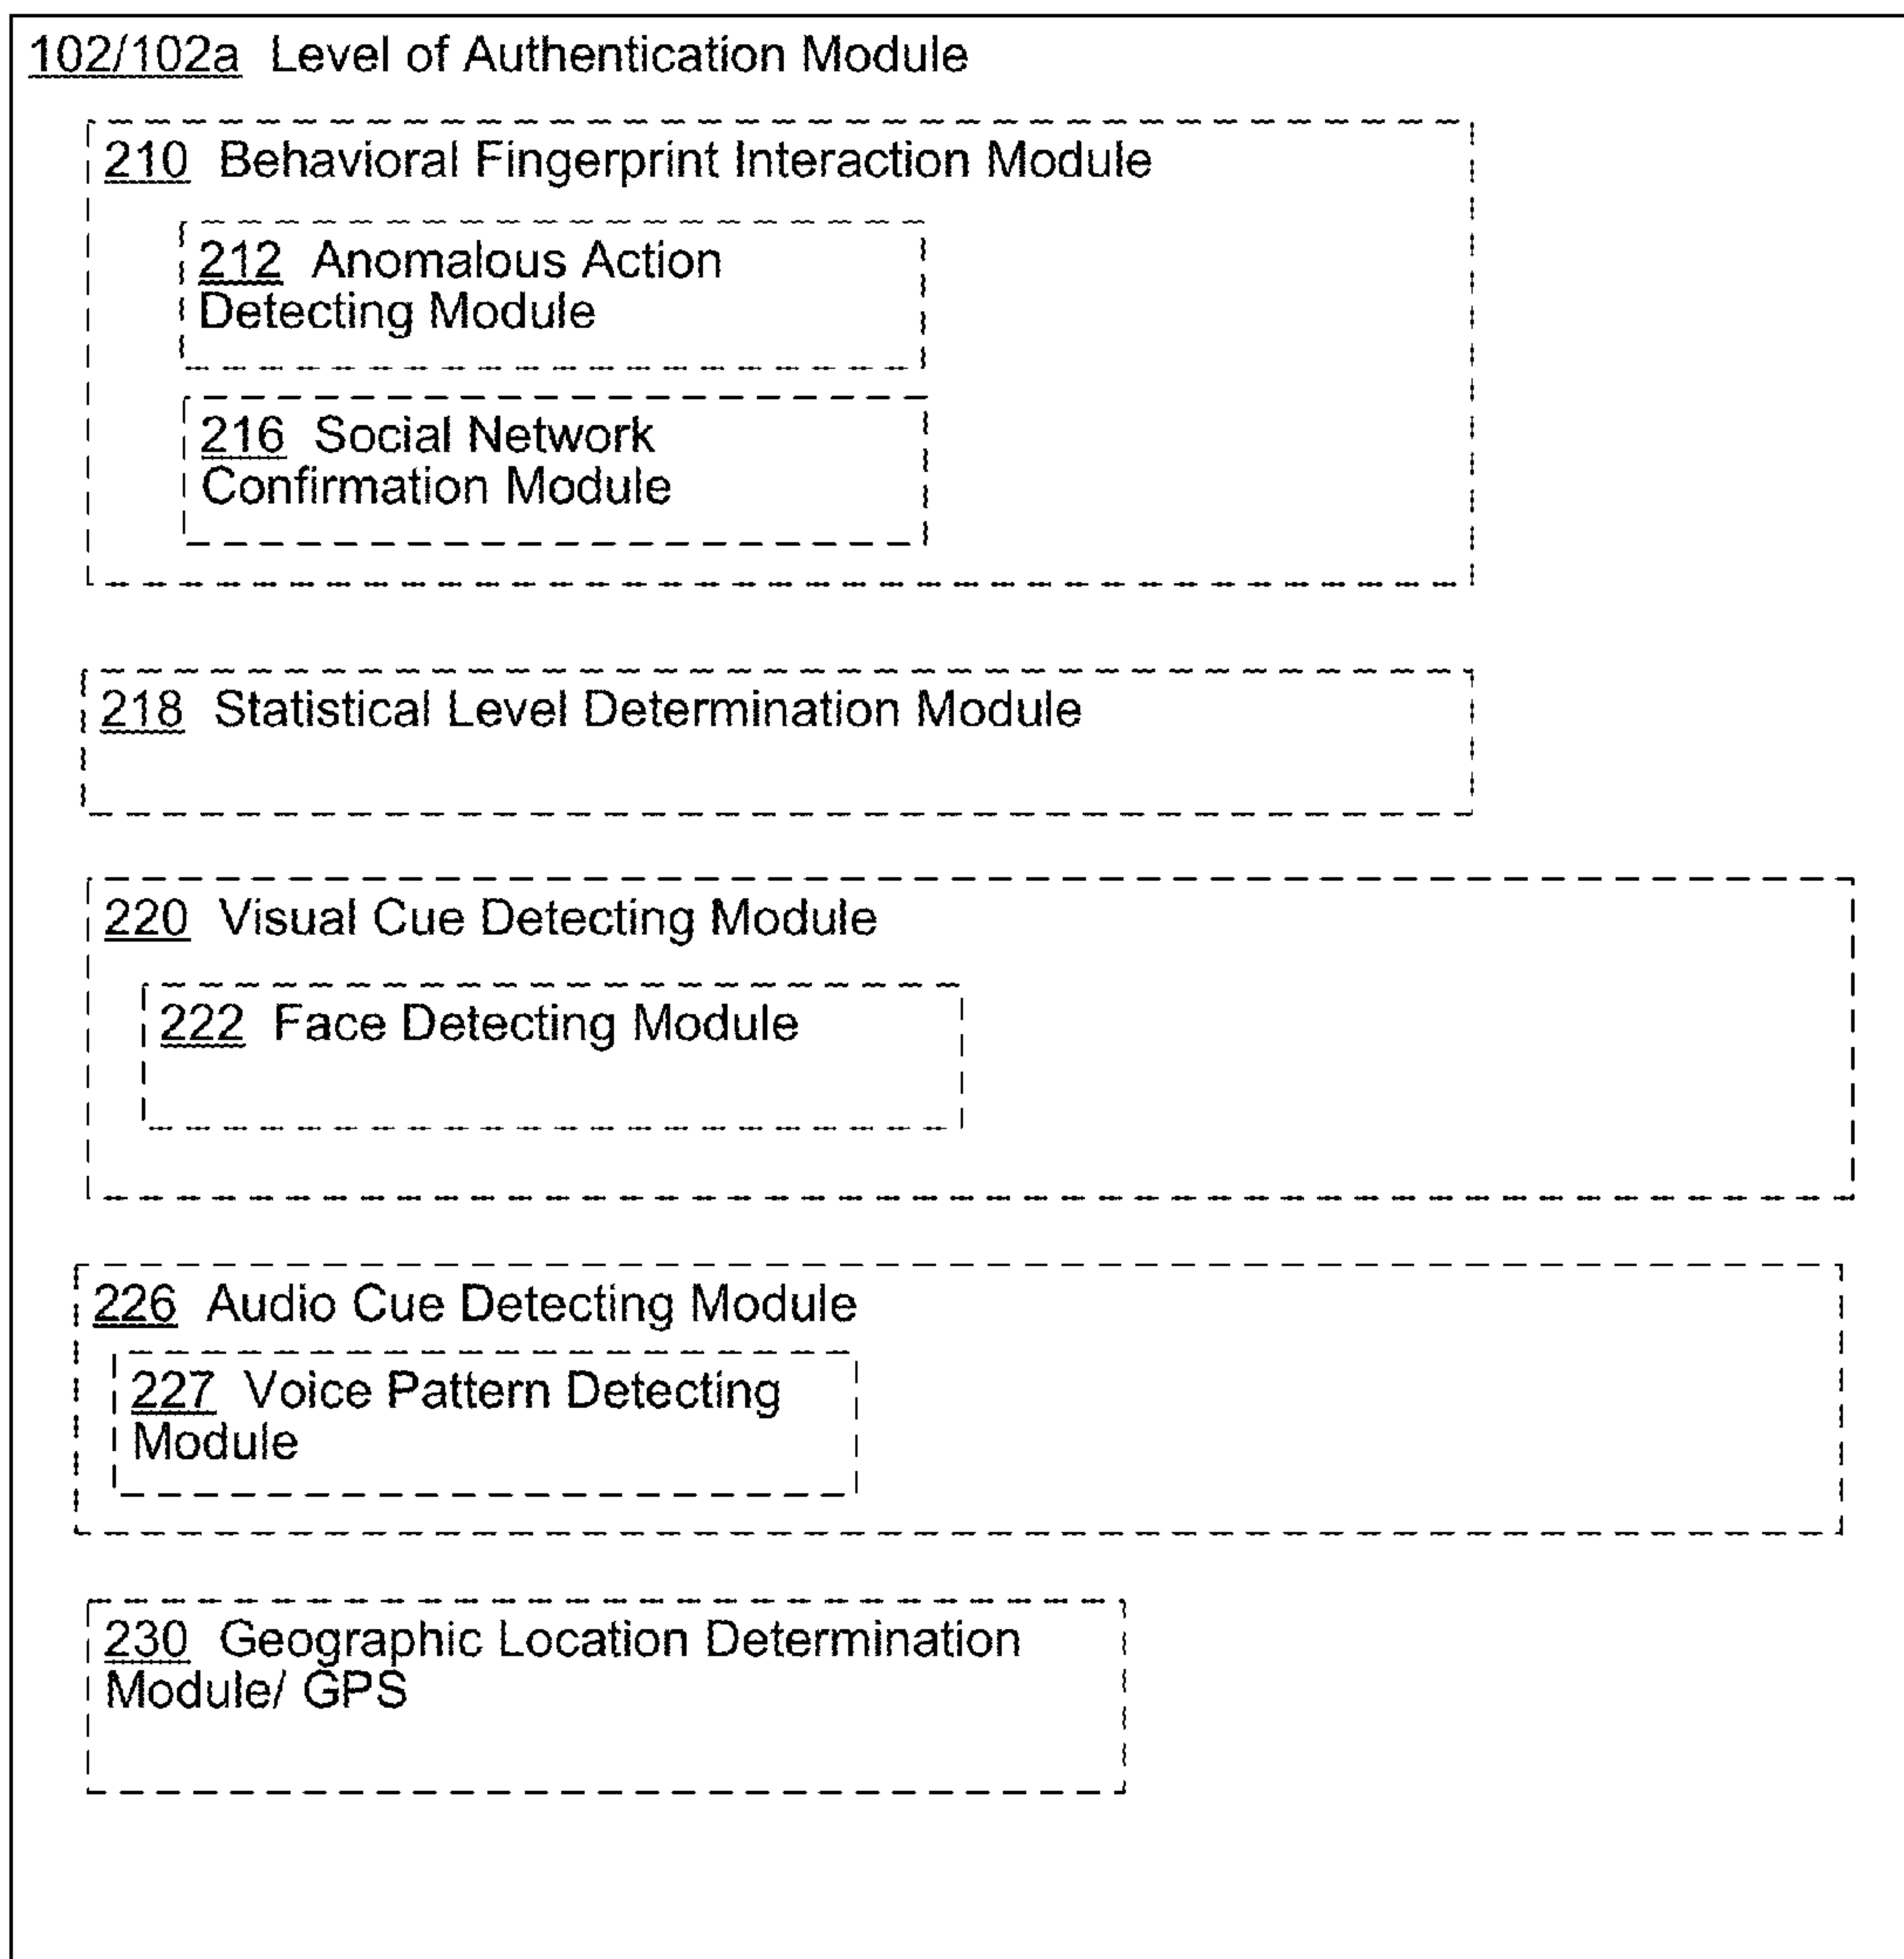 102/102a Level of Authentication Module
210 Behavioral Fingerprint Interaction Module
212 Anomalous Action
Detecting Module
216 Social Network
Confirmation Module
218 Statistical Level Determination Module
220 Visual Cue Detecting Module
222 Face Detecting Module
226 Audio Cue Detecting Module
227 Voice Pattern Detecting
Module
230 Geographic Location Determination
Module/ GPS